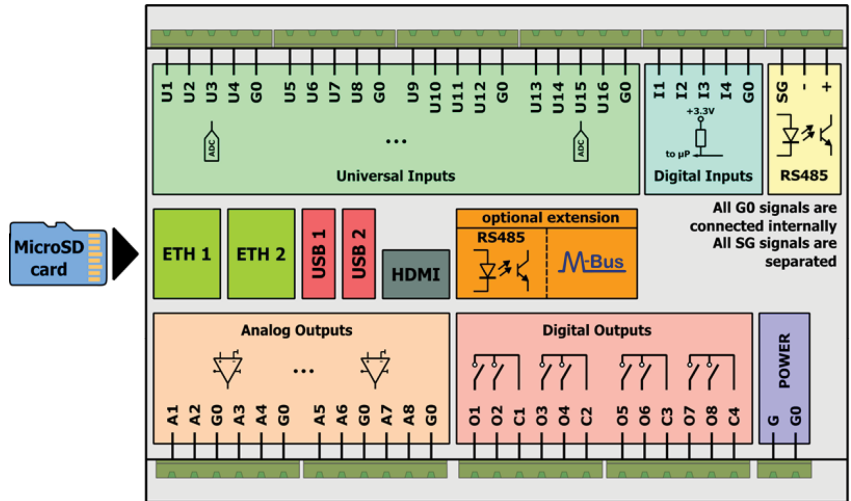 U1 U2 U3 U4 G0 U5 U6 U7 U8 G0 U9 U10 U11 U12 G0 U13 U14 U15 U16 G0 I1 I2 I3 I4 G0 SG - +
+3.3V
ADC ... ADC to µP
Universal Inputs Digital Inputs RS485
All G0 signals are
connected internally
All SG signals are
separated
MicroSD
card
ETH 1 ETH 2 USB 1 USB 2 HDMI
optional extension
RS485
M-Bus
Analog Outputs Digital Outputs POWER
...
A1 A2 G0 A3 A4 G0 A5 A6 G0 A7 A8 G0 O1 O2 C1 O3 O4 C2 O5 O6 C3 O7 O8 C4 G G0